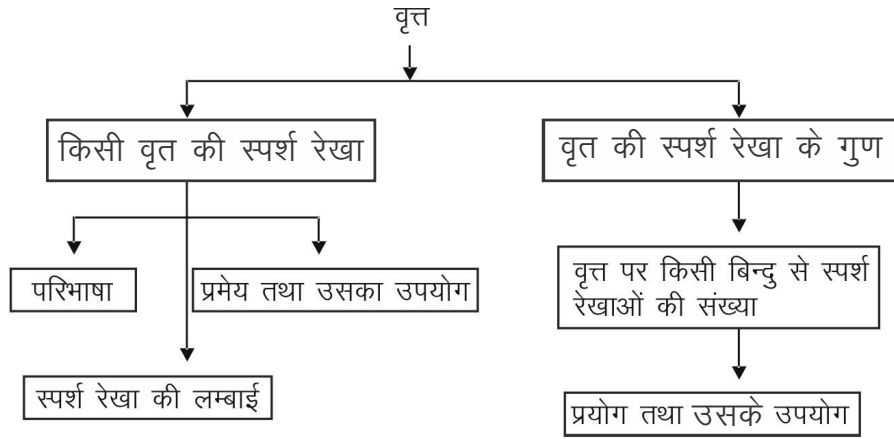 वृत्त
किसी वृत की स्पर्श रेखा
वृत की स्पर्श रेखा के गुण
परिभाषा
प्रमेय तथा उसका उपयोग
वृत्त पर किसी बिन्दु से स्पर्श
रेखाओं की संख्या
स्पर्श रेखा की लम्बाई
प्रयोग तथा उसके उपयोग